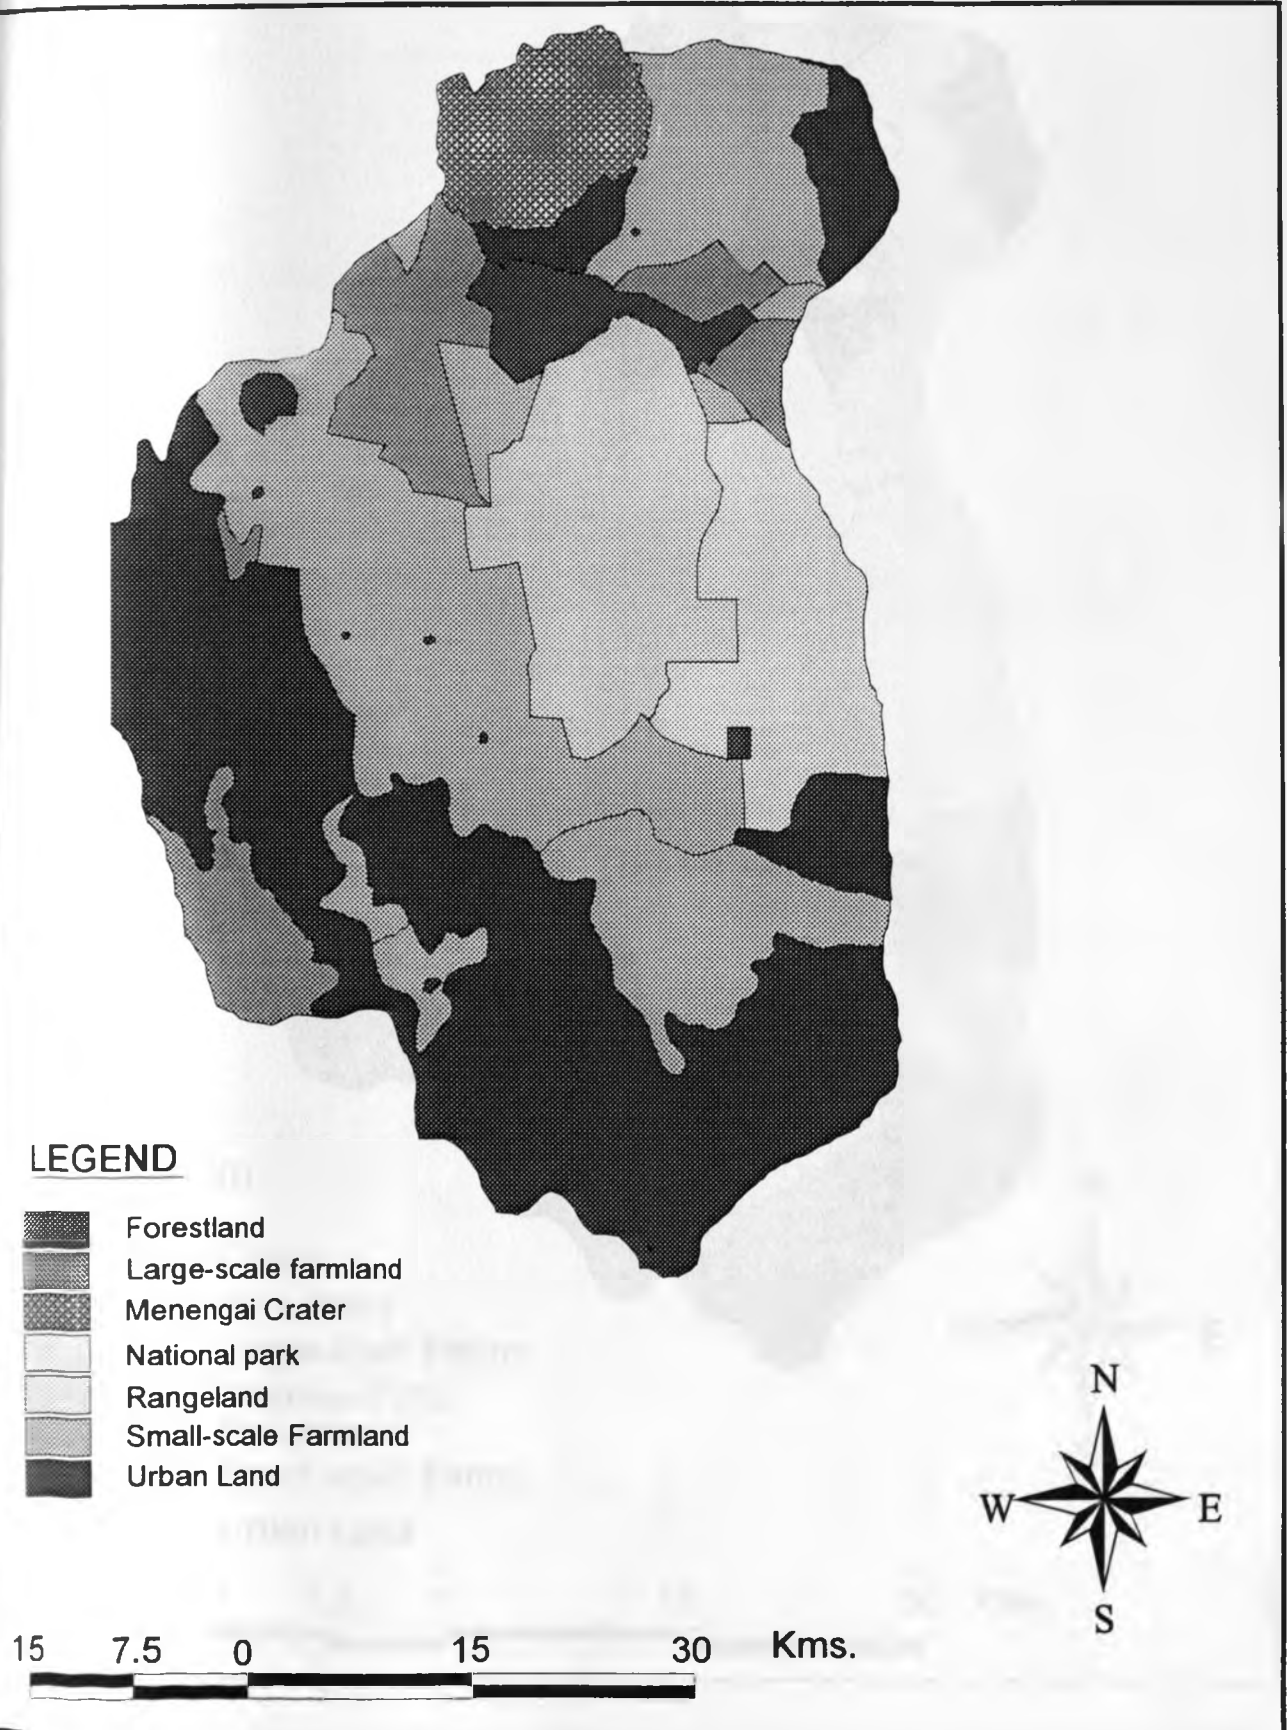 LEGEND
Forestland
Large-scale farmland
Menengai Crater
National park
Rangeland
Small-scale Farmland
Urban Land
N
W E
S
15 7.5 0 15 30 Kms.